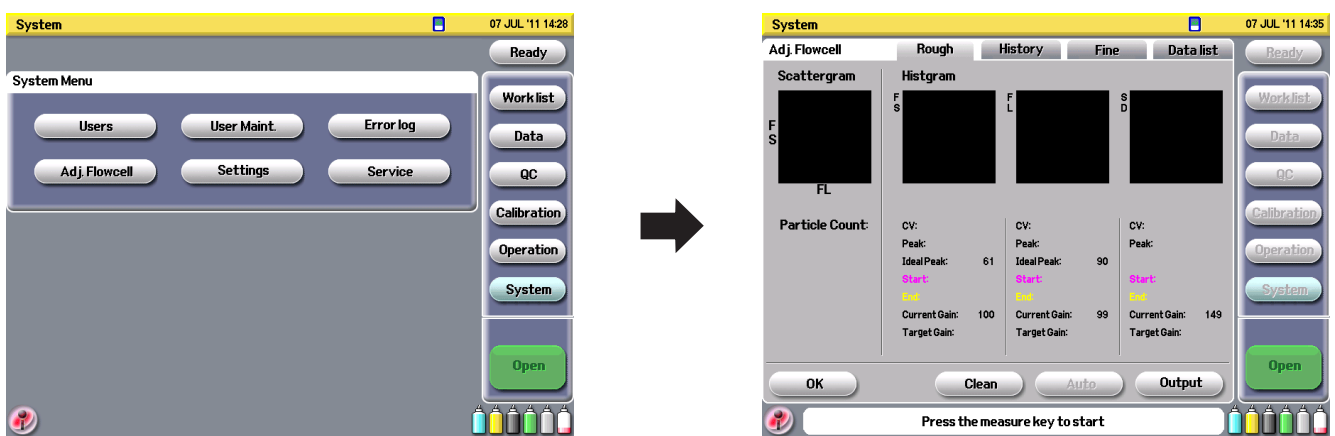 System 07 JUL '11 14:28
Ready
System Menu
Users User Maint. Error log
Adj. Flowcell Settings Service
Work list
Data
QC
Calibration
Operation
System
Open
System 07 JUL '11 14:35
Adj. Flowcell Rough History Fine Data list
Ready
Scattergram Histgram
FS
FL
FS
FL
SD
Particle Count:
CV:
Peak:
Ideal Peak: 61
Start:
End:
Current Gain: 100
Target Gain:
CV:
Peak:
Ideal Peak: 90
Start:
End:
Current Gain: 99
Target Gain:
CV:
Peak:
Start:
End:
Current Gain: 149
Target Gain:
OK Clean Auto Output
Work list
Data
QC
Calibration
Operation
System
Open
Press the measure key to start